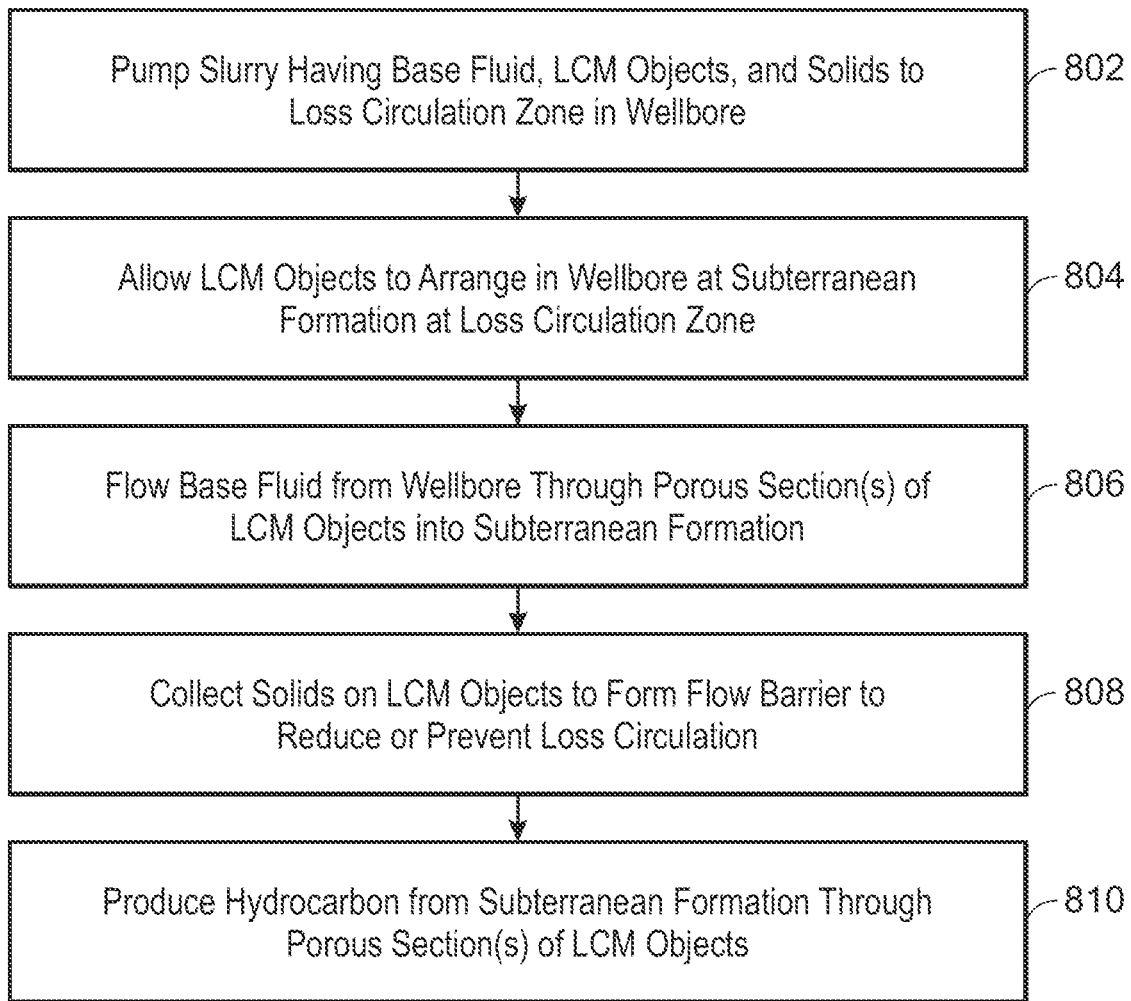 Pump Slurry Having Base Fluid, LCM Objects, and Solids to
Loss Circulation Zone in Wellbore
802
Allow LCM Objects to Arrange in Wellbore at Subterranean
Formation at Loss Circulation Zone
804
Flow Base Fluid from Wellbore Through Porous Section(s) of
LCM Objects into Subterranean Formation
806
Collect Solids on LCM Objects to Form Flow Barrier to
Reduce or Prevent Loss Circulation
808
Produce Hydrocarbon from Subterranean Formation Through
Porous Section(s) of LCM Objects
810